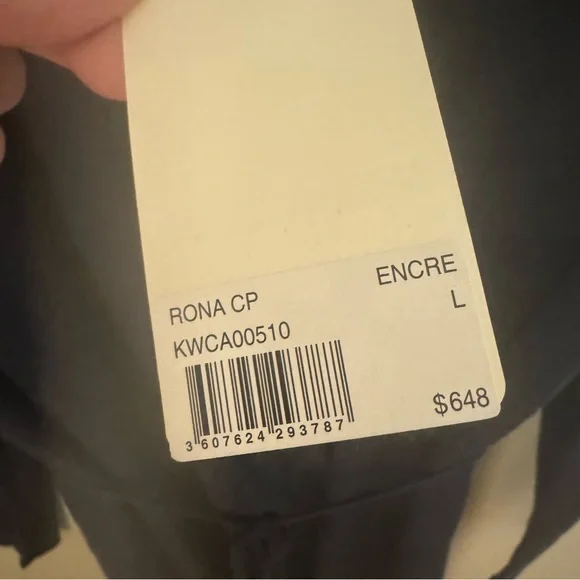 RONA CP
ENCRE
KWCA00510
L
3 607624 293787
$648